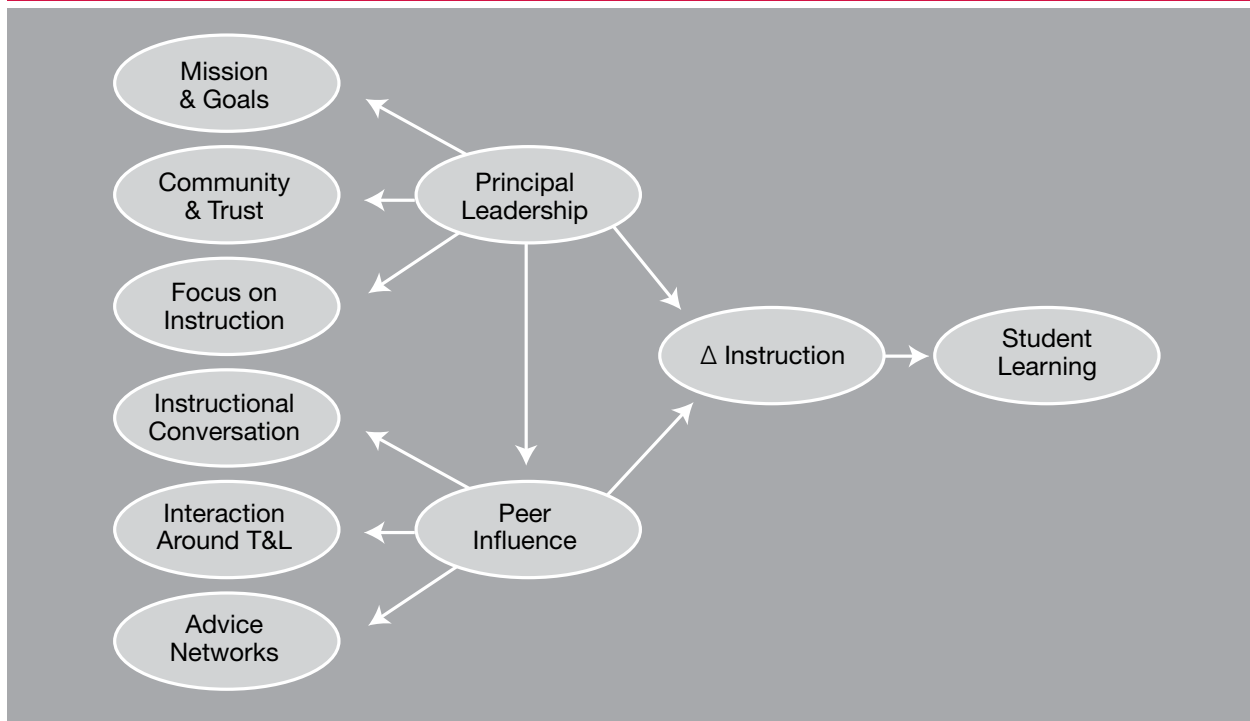 Mission
& Goals
Community
& Trust
Focus on
Instruction
Instructional
Conversation
Interaction
Around T&L
Advice
Networks
Principal
Leadership
Peer
Influence
Δ Instruction
Student
Learning